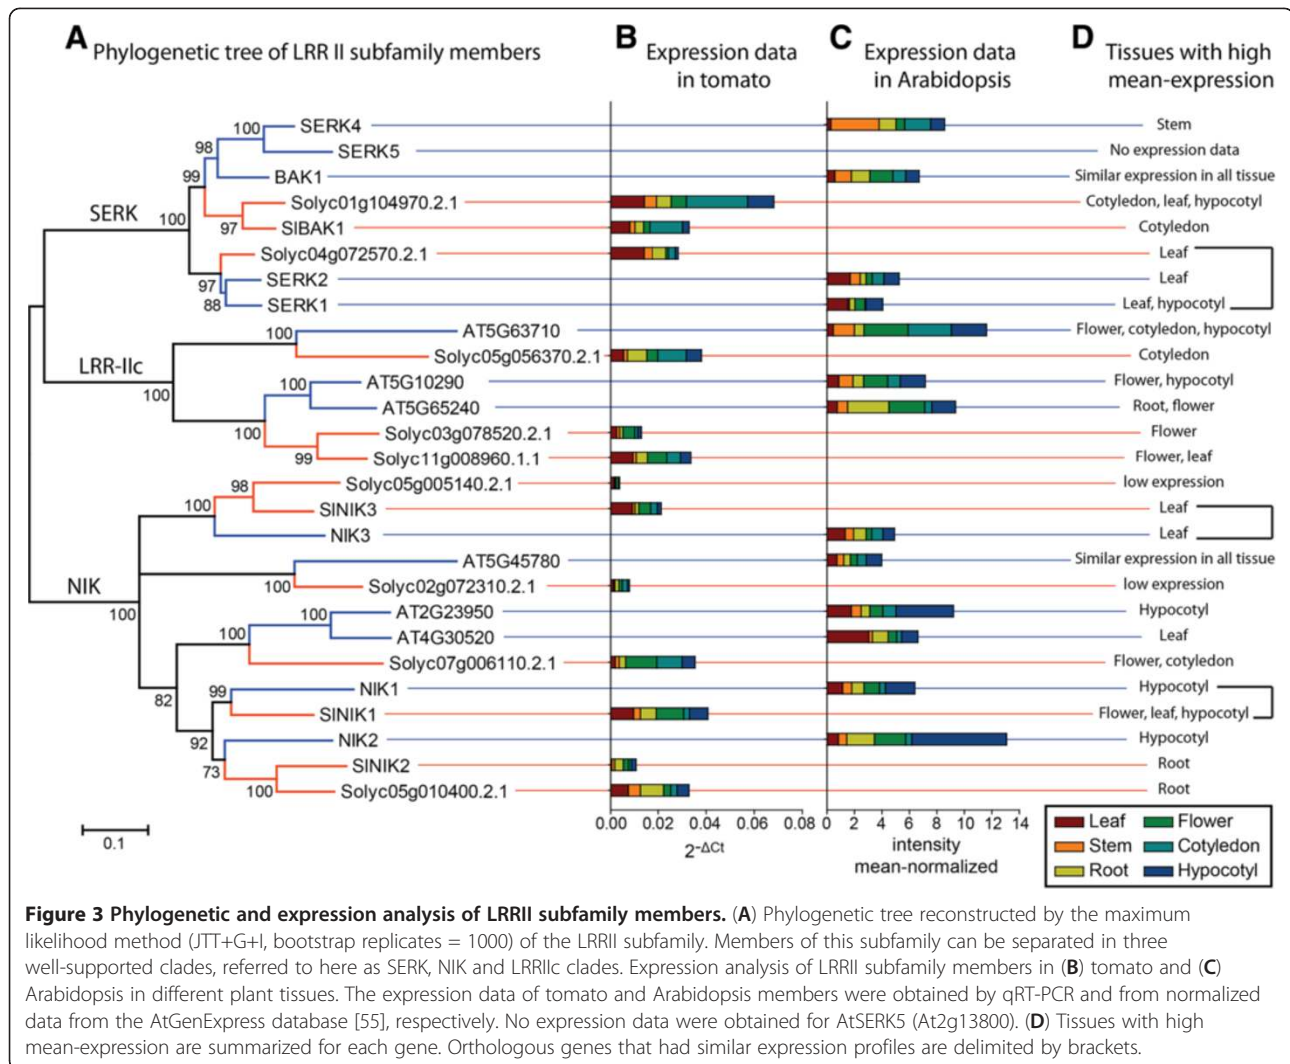 A Phylogenetic tree of LRR II subfamily members
B Expression data in tomato
C Expression data in Arabidopsis
D Tissues with high mean-expression
100 SERK4 Stem
SERK5 No expression data
98
99
BAK1 Similar expression in all tissue
SERK
100
Solyc01g104970.2.1 Cotyledon, leaf, hypocotyl
97 SlBAK1 Cotyledon
Solyc04g072570.2.1 Leaf
97 SERK2 Leaf
88 SERK1 Leaf, hypocotyl
100 AT5G63710 Flower, cotyledon, hypocotyl
Solyc05g056370.2.1 Cotyledon
LRR-IIc
100
100 AT5G10290 Flower, hypocotyl
AT5G65240 Root, flower
100
Solyc03g078520.2.1 Flower
99 Solyc11g008960.1.1 Flower, leaf
98 Solyc05g005140.2.1 low expression
100
SlNIK3 Leaf
NIK3 Leaf
AT5G45780 Similar expression in all tissue
NIK
100
100 Solyc02g072310.2.1 low expression
100 AT2G23950 Hypocotyl
100 AT4G30520 Leaf
Solyc07g006110.2.1 Flower, cotyledon
82
99 NIK1 Hypocotyl
SlNIK1 Flower, leaf, hypocotyl
92
NIK2 Hypocotyl
73
SlNIK2 Root
100 Solyc05g010400.2.1 Root
0.1
0.00 0.02 0.04 0.06 0.08
2-ΔCt
0 2 4 6 8 10 12 14
intensity
mean-normalized
Leaf Flower
Stem Cotyledon
Root Hypocotyl
Figure 3 Phylogenetic and expression analysis of LRRII subfamily members. (A) Phylogenetic tree reconstructed by the maximum
likelihood method (JTT+G+I, bootstrap replicates = 1000) of the LRRII subfamily. Members of this subfamily can be separated in three
well-supported clades, referred to here as SERK, NIK and LRRIIc clades. Expression analysis of LRRII subfamily members in (B) tomato and (C)
Arabidopsis in different plant tissues. The expression data of tomato and Arabidopsis members were obtained by qRT-PCR and from normalized
data from the AtGenExpress database [55], respectively. No expression data were obtained for AtSERK5 (At2g13800). (D) Tissues with high
mean-expression are summarized for each gene. Orthologous genes that had similar expression profiles are delimited by brackets.